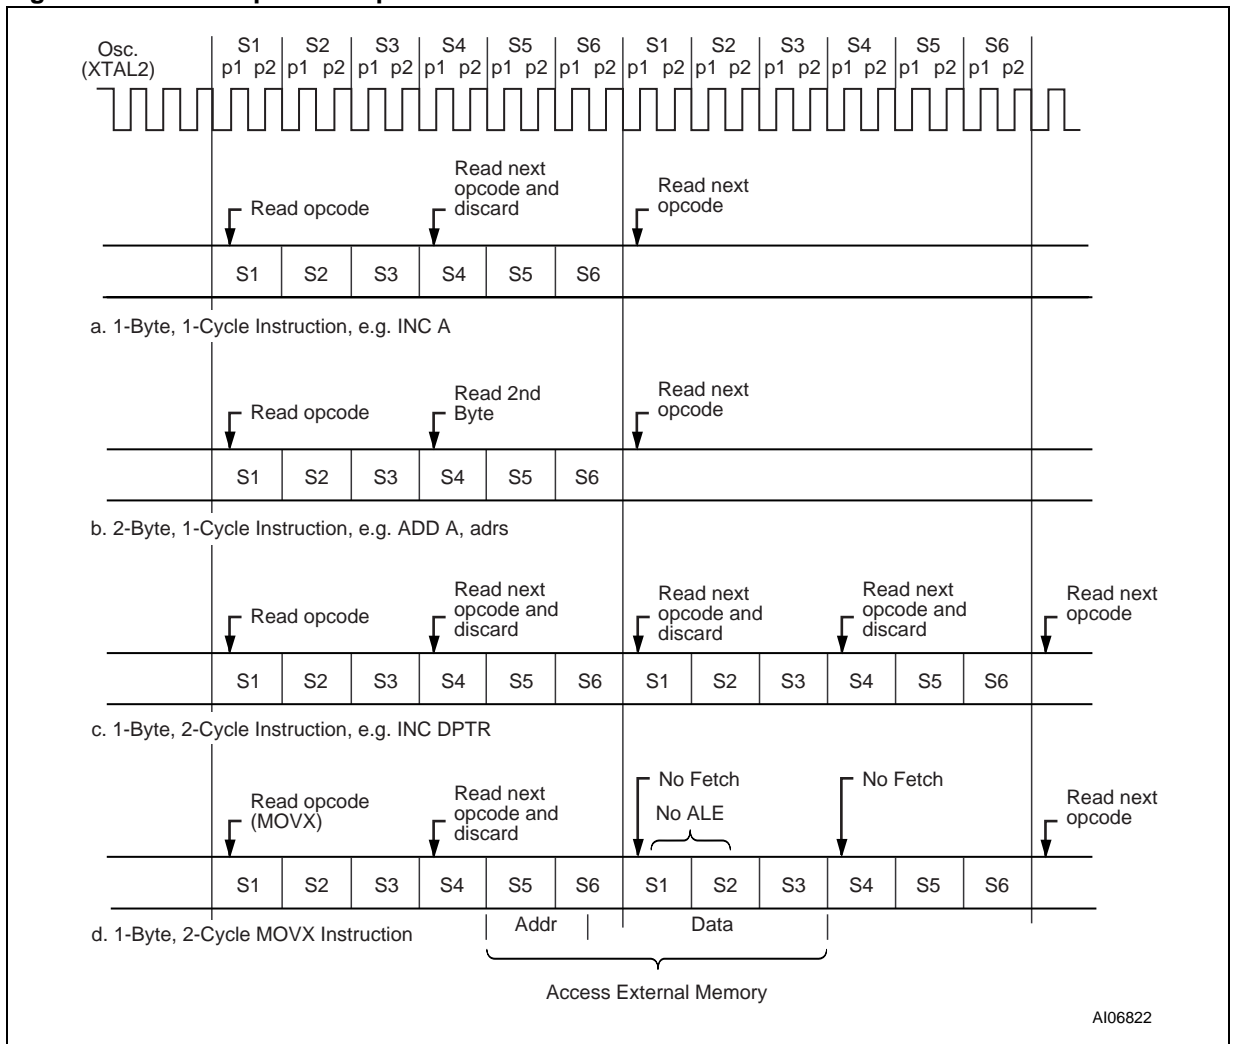 Osc.
(XTAL2)
S1 S2 S3 S4 S5 S6 S1 S2 S3 S4 S5 S6
p1 p2 p1 p2 p1 p2 p1 p2 p1 p2 p1 p2 p1 p2 p1 p2 p1 p2 p1 p2 p1 p2 p1 p2
Read opcode
Read next
opcode and
discard
Read next
opcode
S1 S2 S3 S4 S5 S6
a. 1-Byte, 1-Cycle Instruction, e.g. INC A
Read opcode
Read 2nd
Byte
Read next
opcode
S1 S2 S3 S4 S5 S6
b. 2-Byte, 1-Cycle Instruction, e.g. ADD A, adrs
Read opcode
Read next
opcode and
discard
Read next
opcode and
discard
Read next
opcode and
discard
Read next
opcode
S1 S2 S3 S4 S5 S6 S1 S2 S3 S4 S5 S6
c. 1-Byte, 2-Cycle Instruction, e.g. INC DPTR
Read opcode
(MOVX)
Read next
opcode and
discard
No Fetch
No ALE
No Fetch
Read next
opcode
S1 S2 S3 S4 S5 S6 S1 S2 S3 S4 S5 S6
Addr
Data
d. 1-Byte, 2-Cycle MOVX Instruction
Access External Memory
AI06822